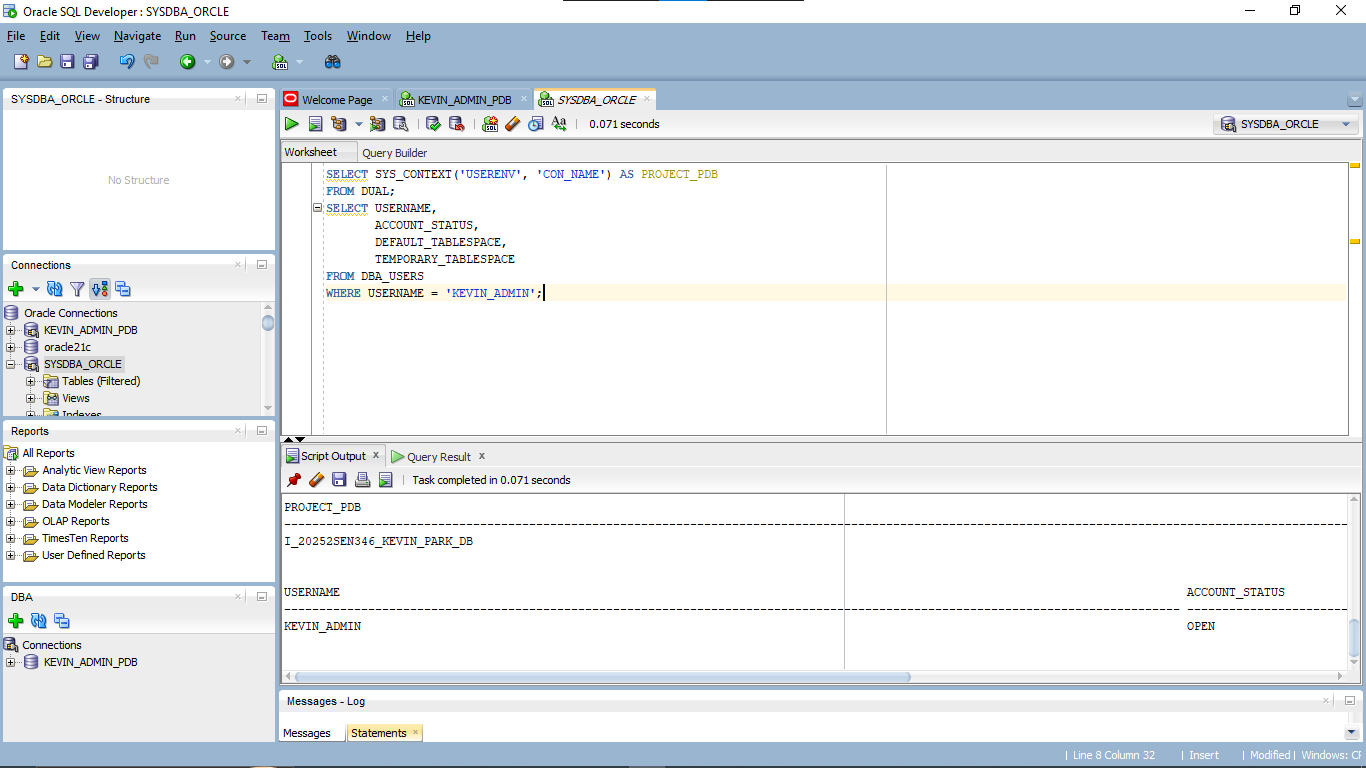 Oracle SQL Developer : SYSDBA_ORCLE
File Edit View Navigate Run Source Team Tools Window Help
SYSDBA_ORCLE - Structure
No Structure
Connections
Oracle Connections
KEVIN_ADMIN_PDB
oracle21c
SYSDBA_ORCLE
Tables (Filtered)
Views
Indexes
Reports
All Reports
Analytic View Reports
Data Dictionary Reports
Data Modeler Reports
OLAP Reports
TimesTen Reports
User Defined Reports
DBA
Connections
KEVIN_ADMIN_PDB
Welcome Page KEVIN_ADMIN_PDB SYSDBA_ORCLE
0.071 seconds SYSDBA_ORCLE
Worksheet Query Builder
SELECT SYS_CONTEXT('USERENV', 'CON_NAME') AS PROJECT_PDB
FROM DUAL;
SELECT USERNAME,
ACCOUNT_STATUS,
DEFAULT_TABLESPACE,
TEMPORARY_TABLESPACE
FROM DBA_USERS
WHERE USERNAME = 'KEVIN_ADMIN';
Script Output x Query Result x
Task completed in 0.071 seconds
PROJECT_PDB
I_20252SEN346_KEVIN_PARK_DB
USERNAME ACCOUNT_STATUS
KEVIN_ADMIN OPEN
Messages - Log
Messages Statements
Line 8 Column 32 | Insert | Modified | Windows: CF